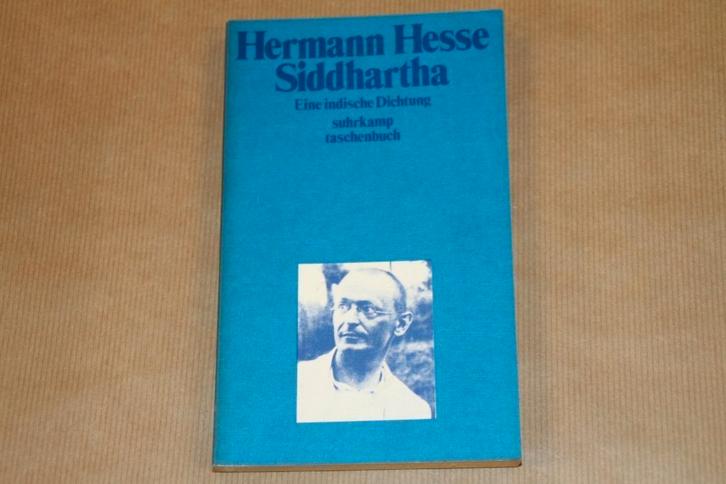 Hermann Hesse
Siddhartha
Eine indische Dichtung
suhrkamp
taschenbuch